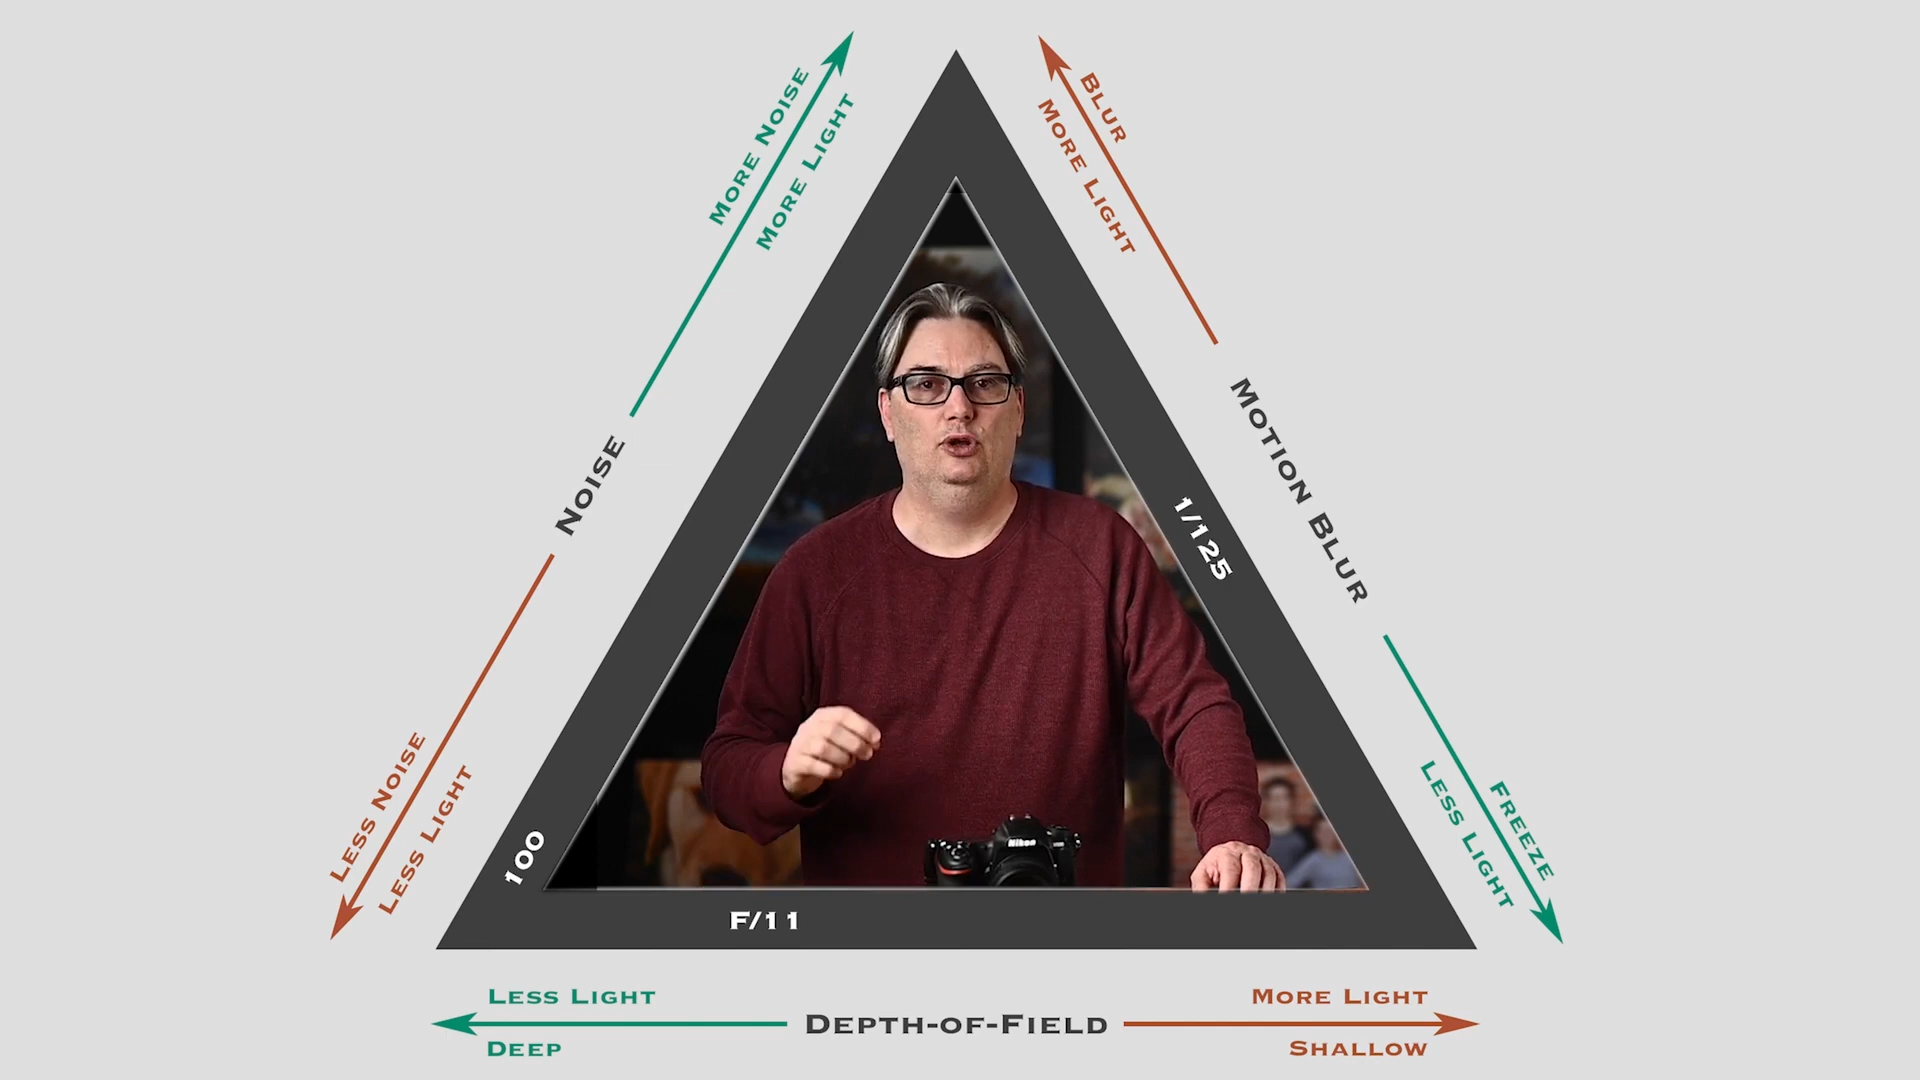 More Noise
More Light
Blur
More Light
Noise
Motion Blur
1/125
Less Noise
Less Light
Freeze
Less Light
100
Nikon
F/11
Less Light
Deep
Depth-of-Field
More Light
Shallow